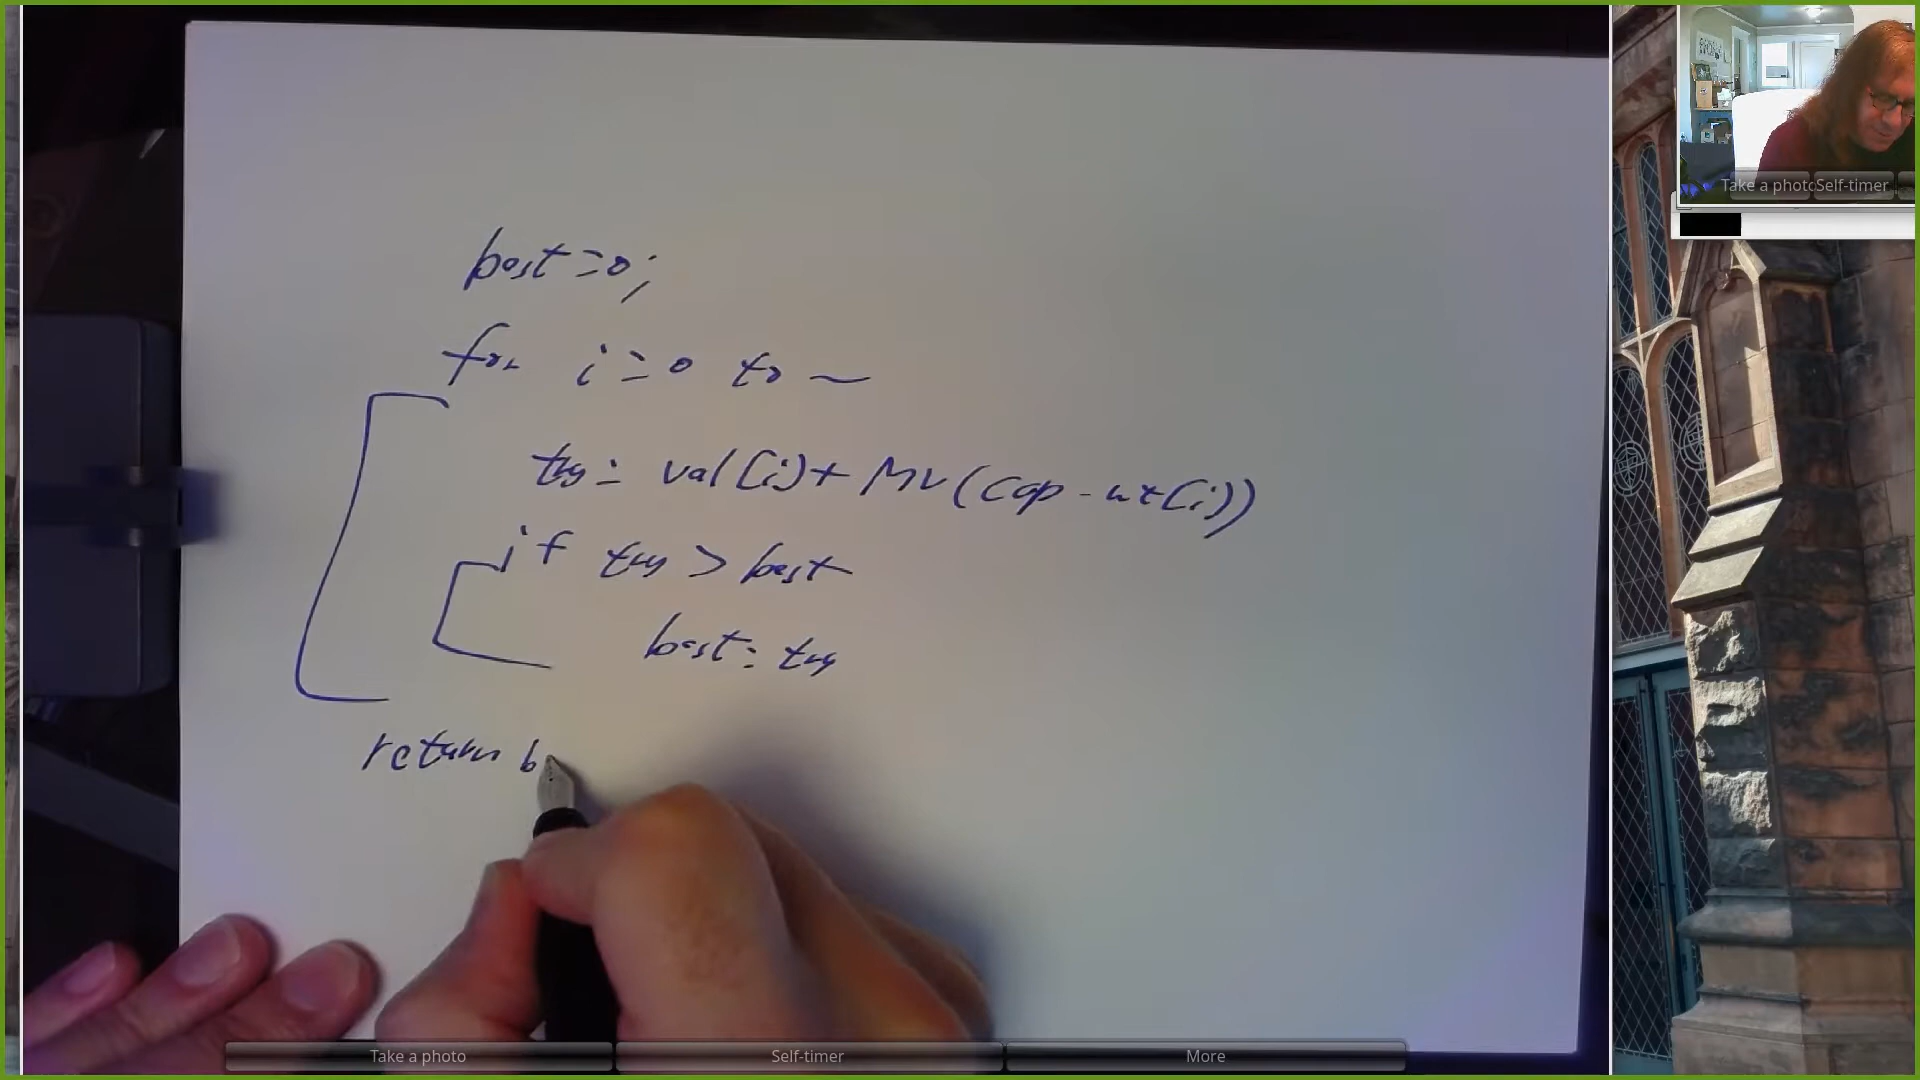 best = 0;
for i = 0 to —
try = val[i] + MV(Cap - wt[i])
if try > best
best = try
return b
Take a photo Self-timer More
Take a photo Self-timer